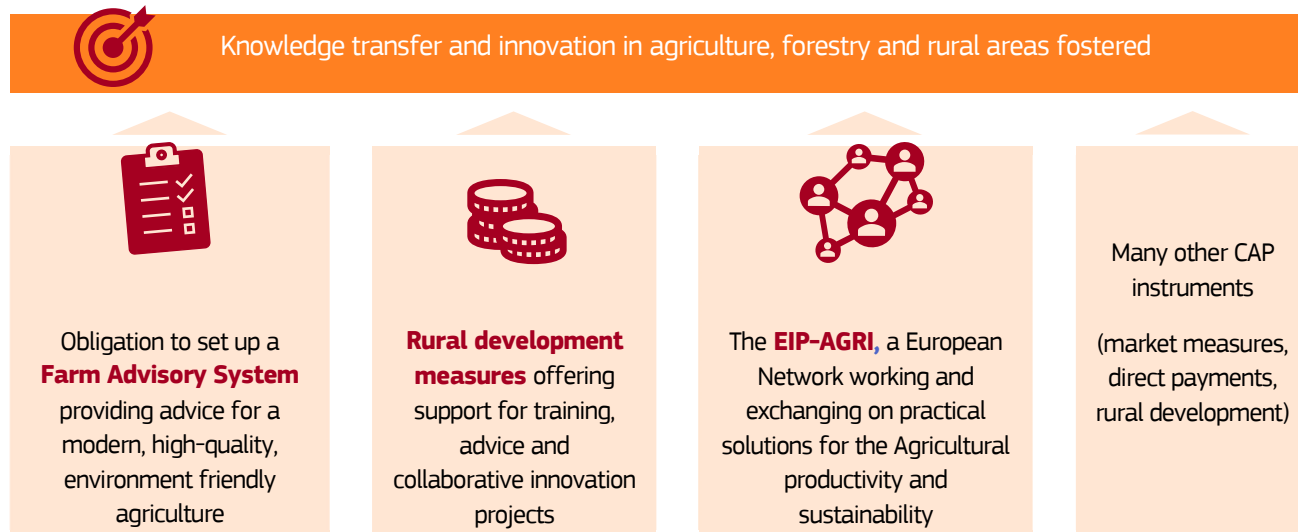 Knowledge transfer and innovation in agriculture, forestry and rural areas fostered
Obligation to set up a
Farm Advisory System
providing advice for a
modern, high-quality,
environment friendly
agriculture
Rural development
measures offering
support for training,
advice and
collaborative innovation
projects
The EIP-AGRI, a European
Network working and
exchanging on practical
solutions for the Agricultural
productivity and
sustainability
Many other CAP
instruments
(market measures,
direct payments,
rural development)